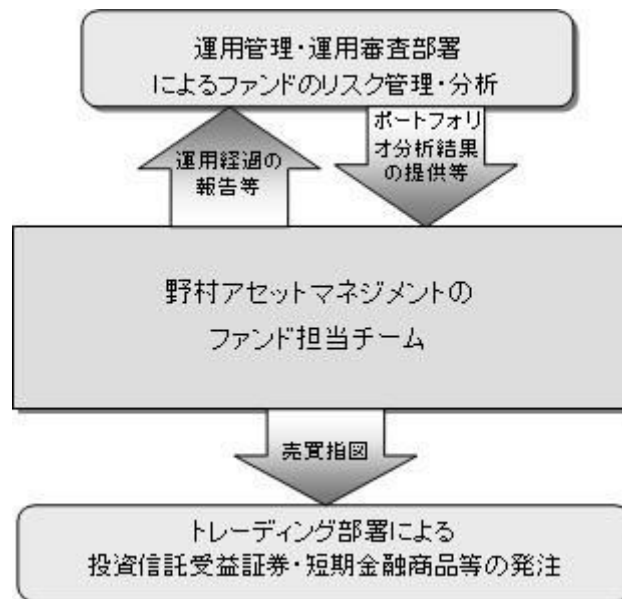 運用管理・運用審査部署
によるファンドのリスク管理・分析
運用経過の
報告等
ポートフォリ
オ分析結果
の提供等
野村アセットマネジメントの
ファンド担当チーム
売買指図
トレーディング部署による
投資信託受益証券・短期金融商品等の発注